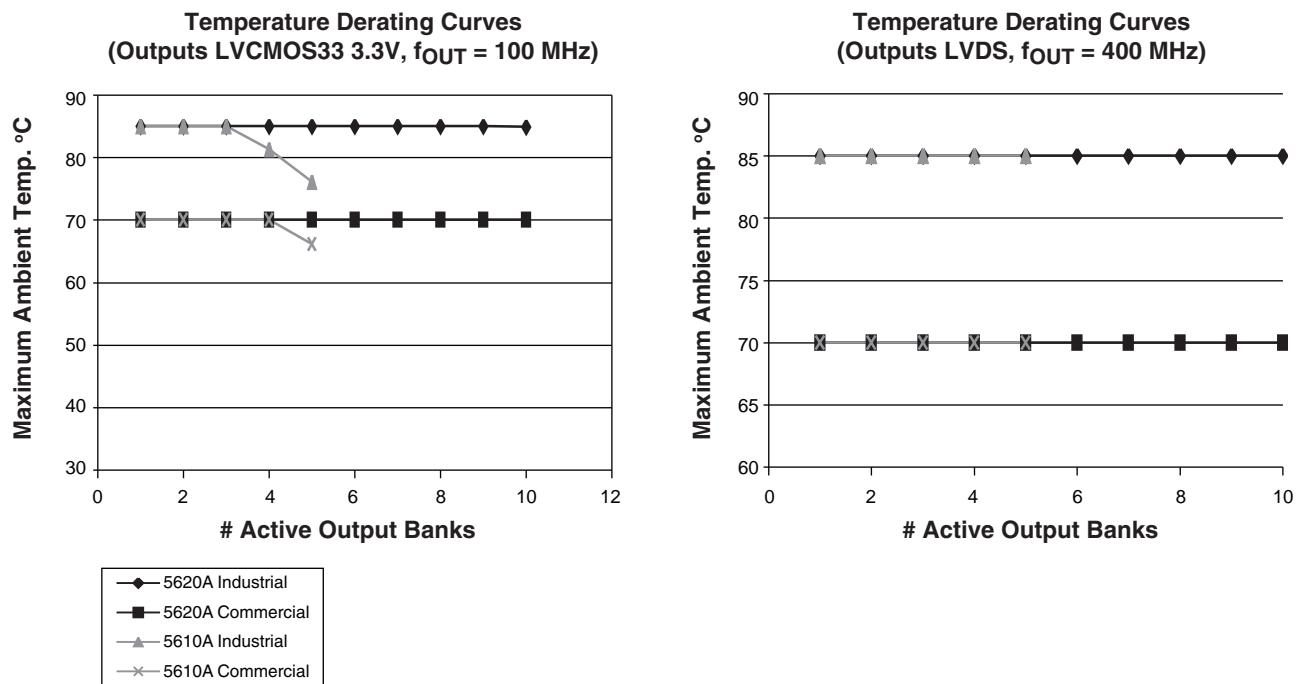 Temperature Derating Curves
(Outputs LVCMOS33 3.3V, fOUT = 100 MHz)
Maximum Ambient Temp. °C
90
80
70
60
50
40
30
0 2 4 6 8 10 12
# Active Output Banks
5620A Industrial
5620A Commercial
5610A Industrial
5610A Commercial
Temperature Derating Curves
(Outputs LVDS, fOUT = 400 MHz)
Maximum Ambient Temp. °C
90
85
80
75
70
65
60
0 2 4 6 8 10
# Active Output Banks